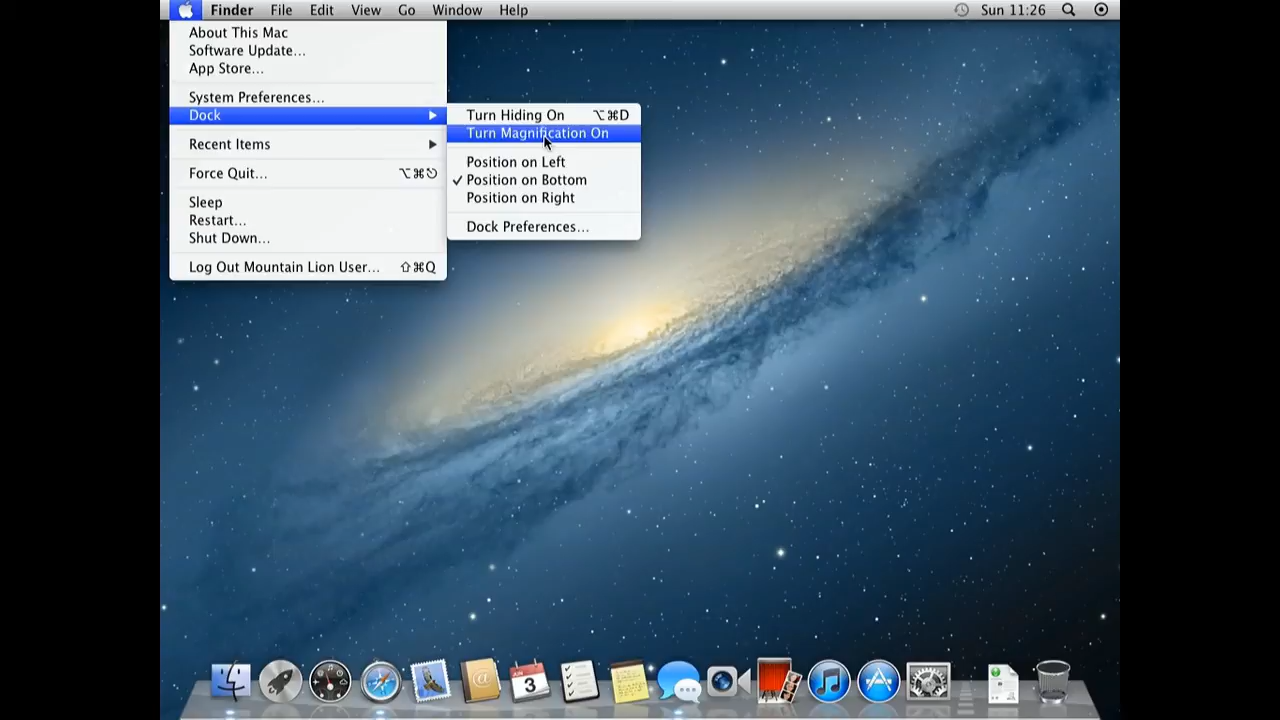 Finder File Edit View Go Window Help Sun 11:26
About This Mac
Software Update...
App Store...
System Preferences...
Dock
Recent Items
Force Quit... ⌥⌘⎋
Sleep
Restart...
Shut Down...
Log Out Mountain Lion User... ⇧⌘Q
Turn Hiding On ⌥⌘D
Turn Magnification On
Position on Left
✓ Position on Bottom
Position on Right
Dock Preferences...
3